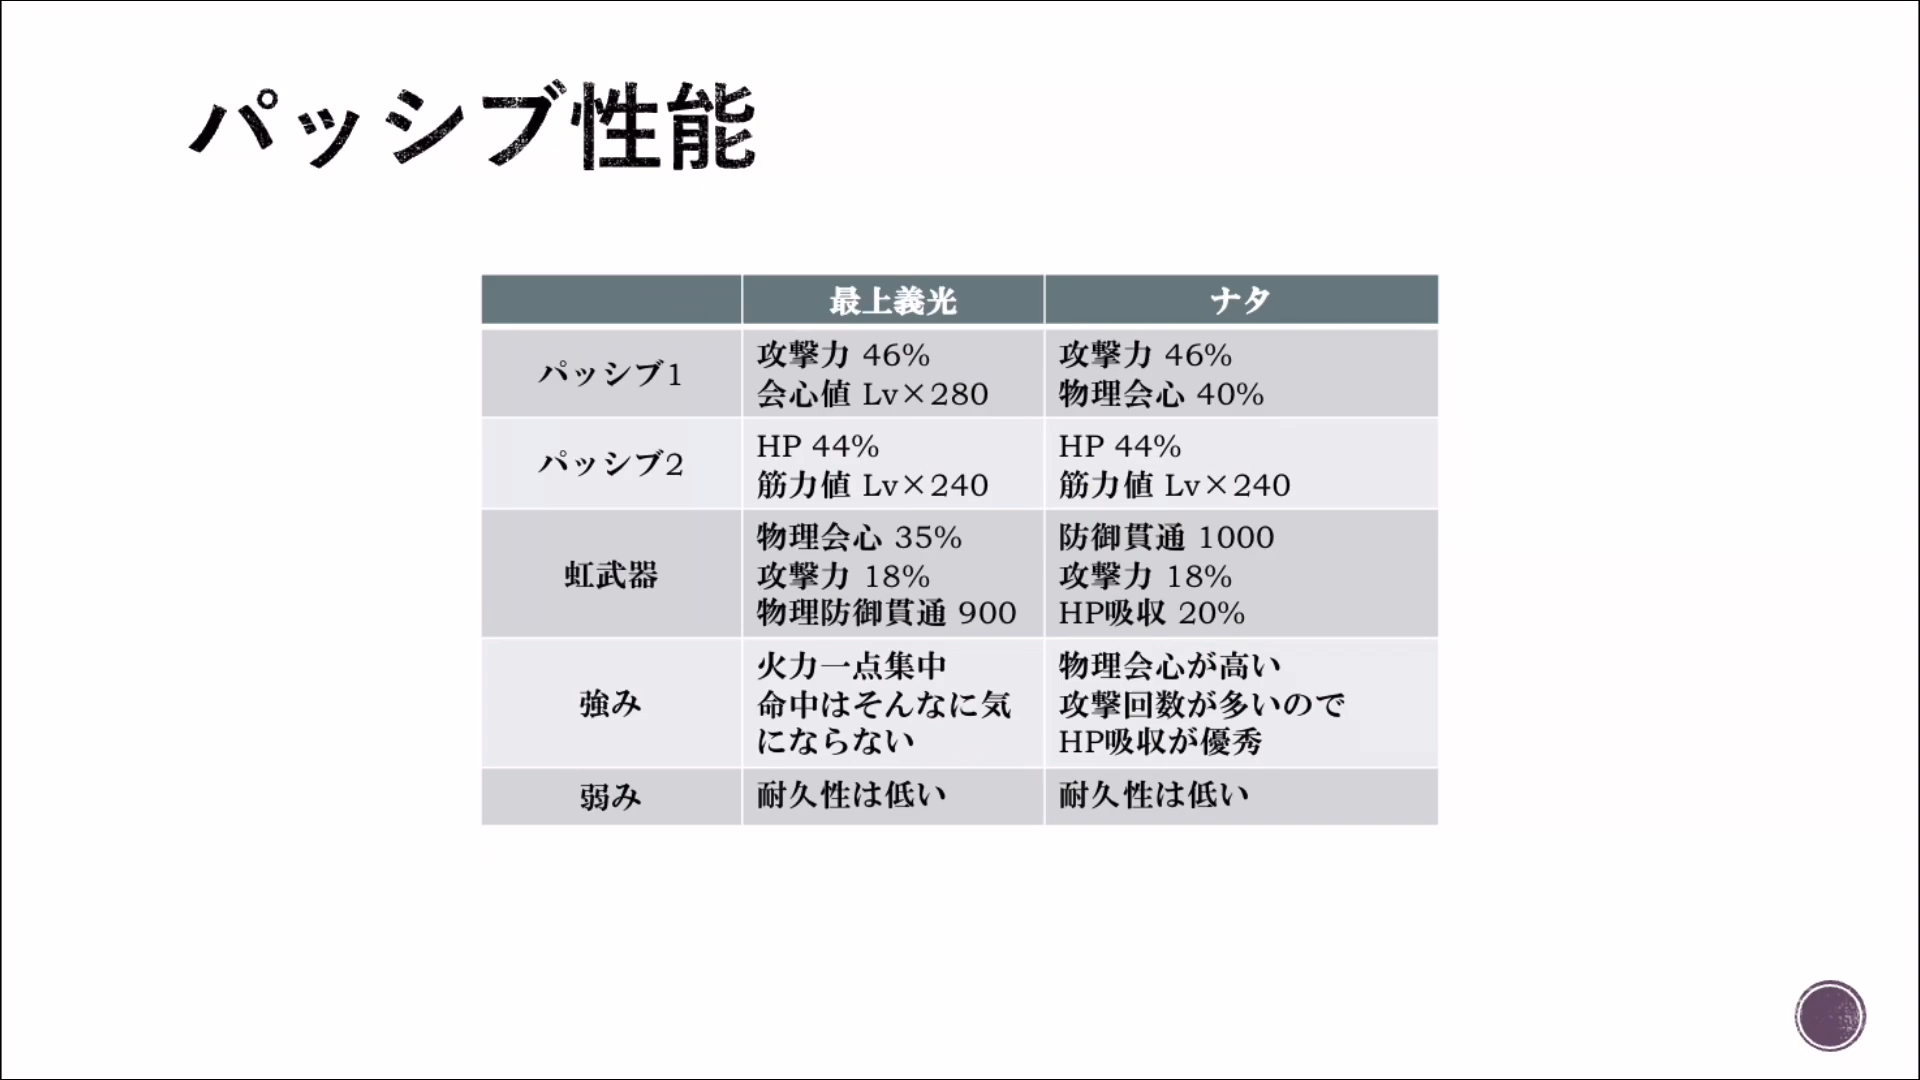 パッシブ性能
最上義光
ナタ
パッシブ1
攻撃力 46%
会心値 Lv×280
攻撃力 46%
物理会心 40%
パッシブ2
HP 44%
筋力値 Lv×240
HP 44%
筋力値 Lv×240
虹武器
物理会心 35%
攻撃力 18%
物理防御貫通 900
防御貫通 1000
攻撃力 18%
HP吸収 20%
強み
火力一点集中
命中はそんなに気
にならない
物理会心が高い
攻撃回数が多いので
HP吸収が優秀
弱み
耐久性は低い
耐久性は低い